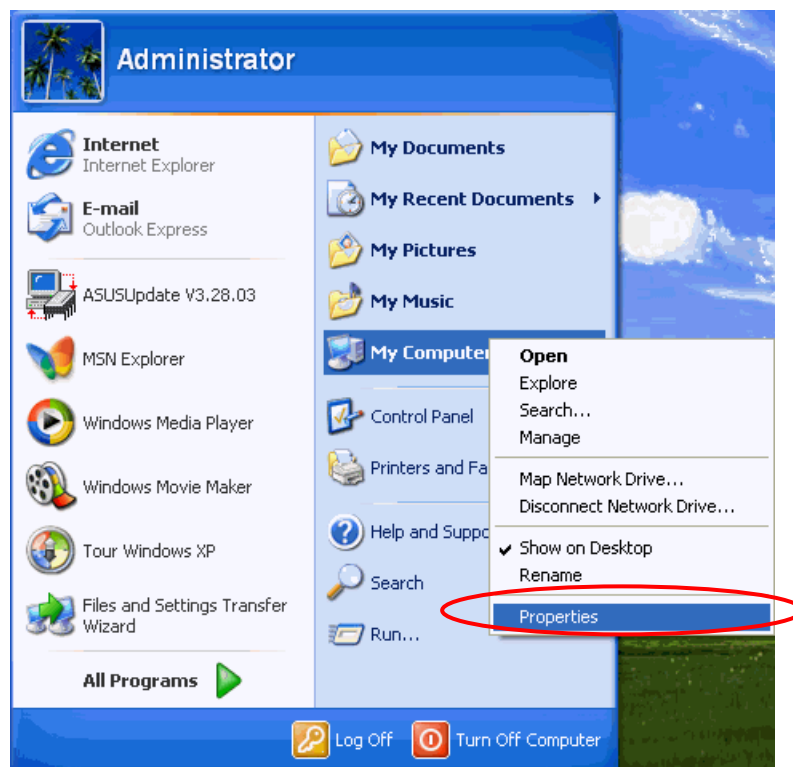 Administrator
Internet
Internet Explorer
E-mail
Outlook Express
ASUSUpdate V3.28.03
MSN Explorer
Windows Media Player
Windows Movie Maker
Tour Windows XP
Files and Settings Transfer
Wizard
All Programs
My Documents
My Recent Documents
My Pictures
My Music
My Computer
Control Panel
Printers and Fa
Help and Suppo
Search
Run...
Open
Explore
Search...
Manage
Map Network Drive...
Disconnect Network Drive...
Show on Desktop
Rename
Properties
Log Off
Turn Off Computer